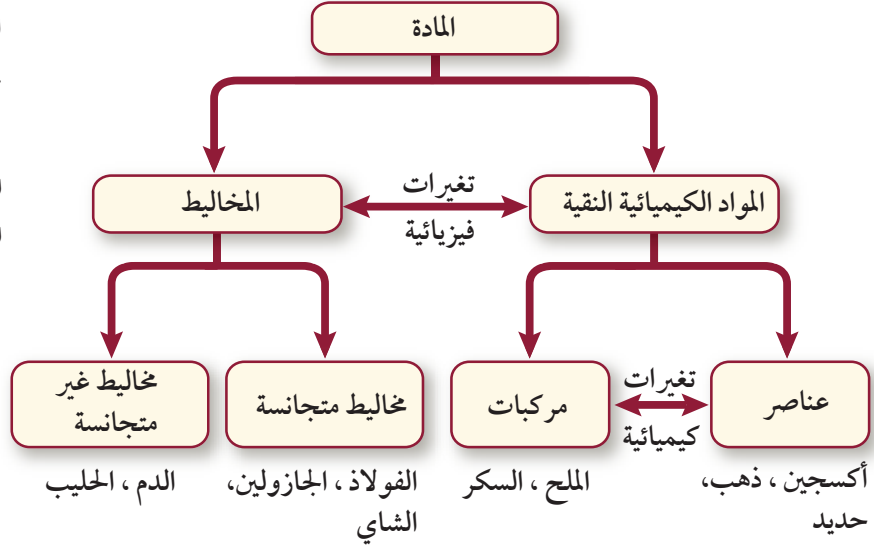 المادة
المواد الكيميائية النقية
تغيرات
فيزيائية
المخاليط
عناصر
تغيرات
كيميائية
مركبات
مخاليط متجانسة
مخاليط غير
متجانسة
أكسجين ، ذهب،
حديد
الملح ، السكر
الفولاذ ، الجازولين،
الشاي
الدم ، الحليب